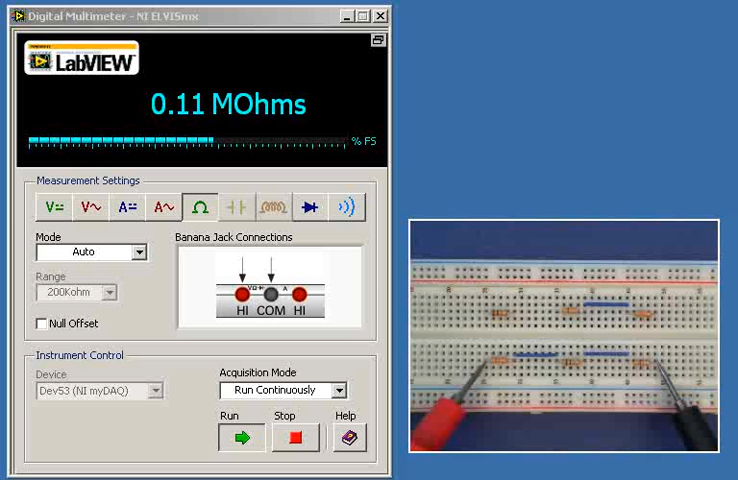 Digital Multimeter - NI ELVISmx
LabVIEW
0.11 MOhms
% FS
Measurement Settings
V
V
A
A
Ω
Mode
Auto
Banana Jack Connections
Range
200Kohm
VΩ
A
HI COM HI
Null Offset
Instrument Control
Device
Dev53 (NI myDAQ)
Acquisition Mode
Run Continuously
Run
Stop
Help